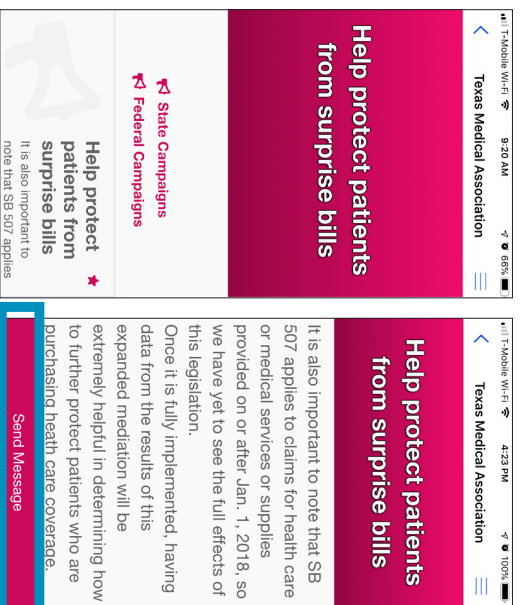 T-Mobile Wi-Fi 9:20 AM 66%
Texas Medical Association
Help protect patients
from surprise bills
State Campaigns
Federal Campaigns
Help protect
patients from
surprise bills
It is also important to
note that SB 507 applies
T-Mobile Wi-Fi 4:23 PM 100%
Texas Medical Association
Help protect patients
from surprise bills
It is also important to note that SB
507 applies to claims for health care
or medical services or supplies
provided on or after Jan. 1, 2018, so
we have yet to see the full effects of
this legislation.
Once it is fully implemented, having
data from the results of this
expanded mediation will be
extremely helpful in determining how
to further protect patients who are
purchasing heath care coverage.
Send Message